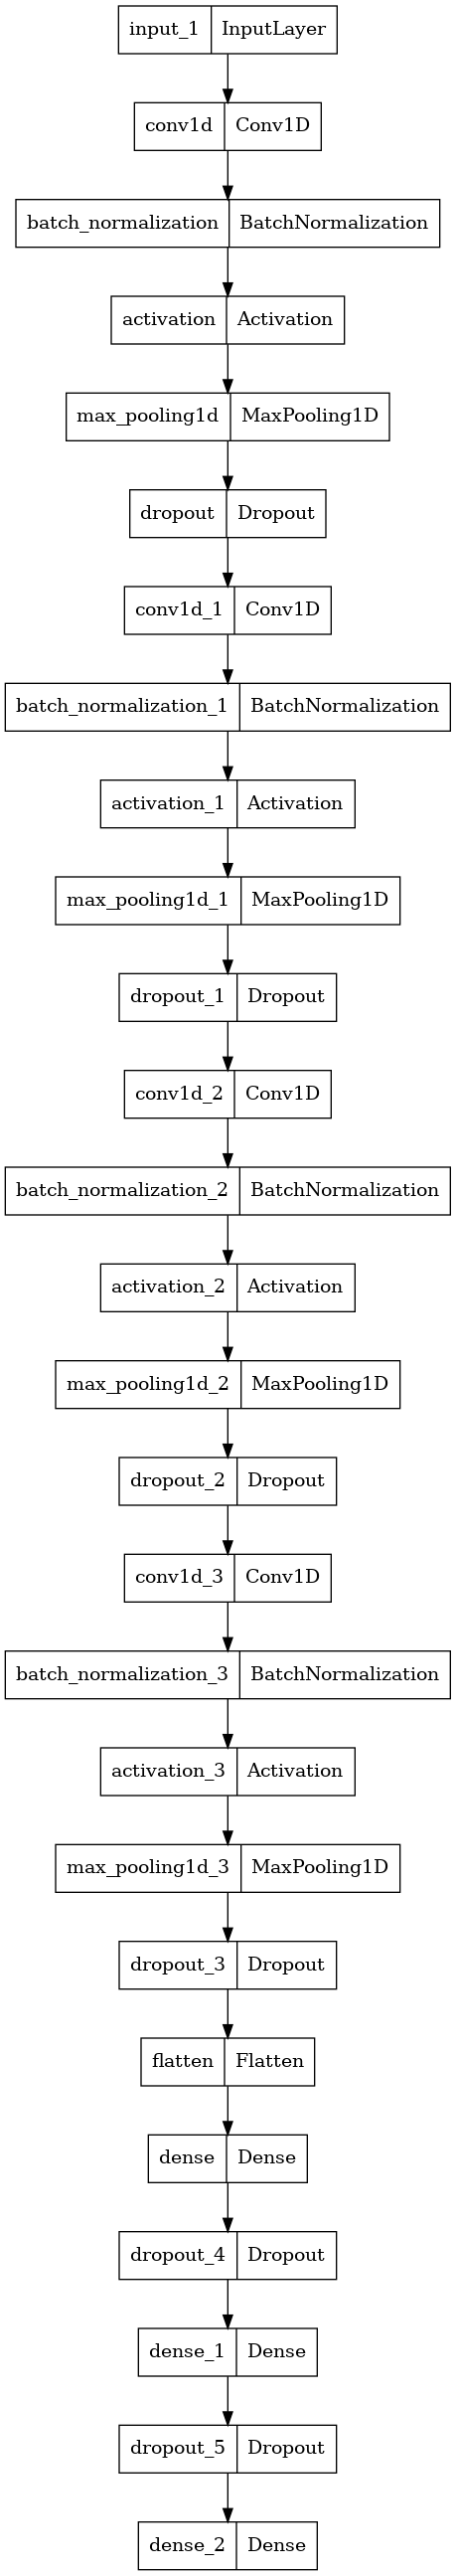 input_1 InputLayer
conv1d Conv1D
batch_normalization BatchNormalization
activation Activation
max_pooling1d MaxPooling1D
dropout Dropout
conv1d_1 Conv1D
batch_normalization_1 BatchNormalization
activation_1 Activation
max_pooling1d_1 MaxPooling1D
dropout_1 Dropout
conv1d_2 Conv1D
batch_normalization_2 BatchNormalization
activation_2 Activation
max_pooling1d_2 MaxPooling1D
dropout_2 Dropout
conv1d_3 Conv1D
batch_normalization_3 BatchNormalization
activation_3 Activation
max_pooling1d_3 MaxPooling1D
dropout_3 Dropout
flatten Flatten
dense Dense
dropout_4 Dropout
dense_1 Dense
dropout_5 Dropout
dense_2 Dense